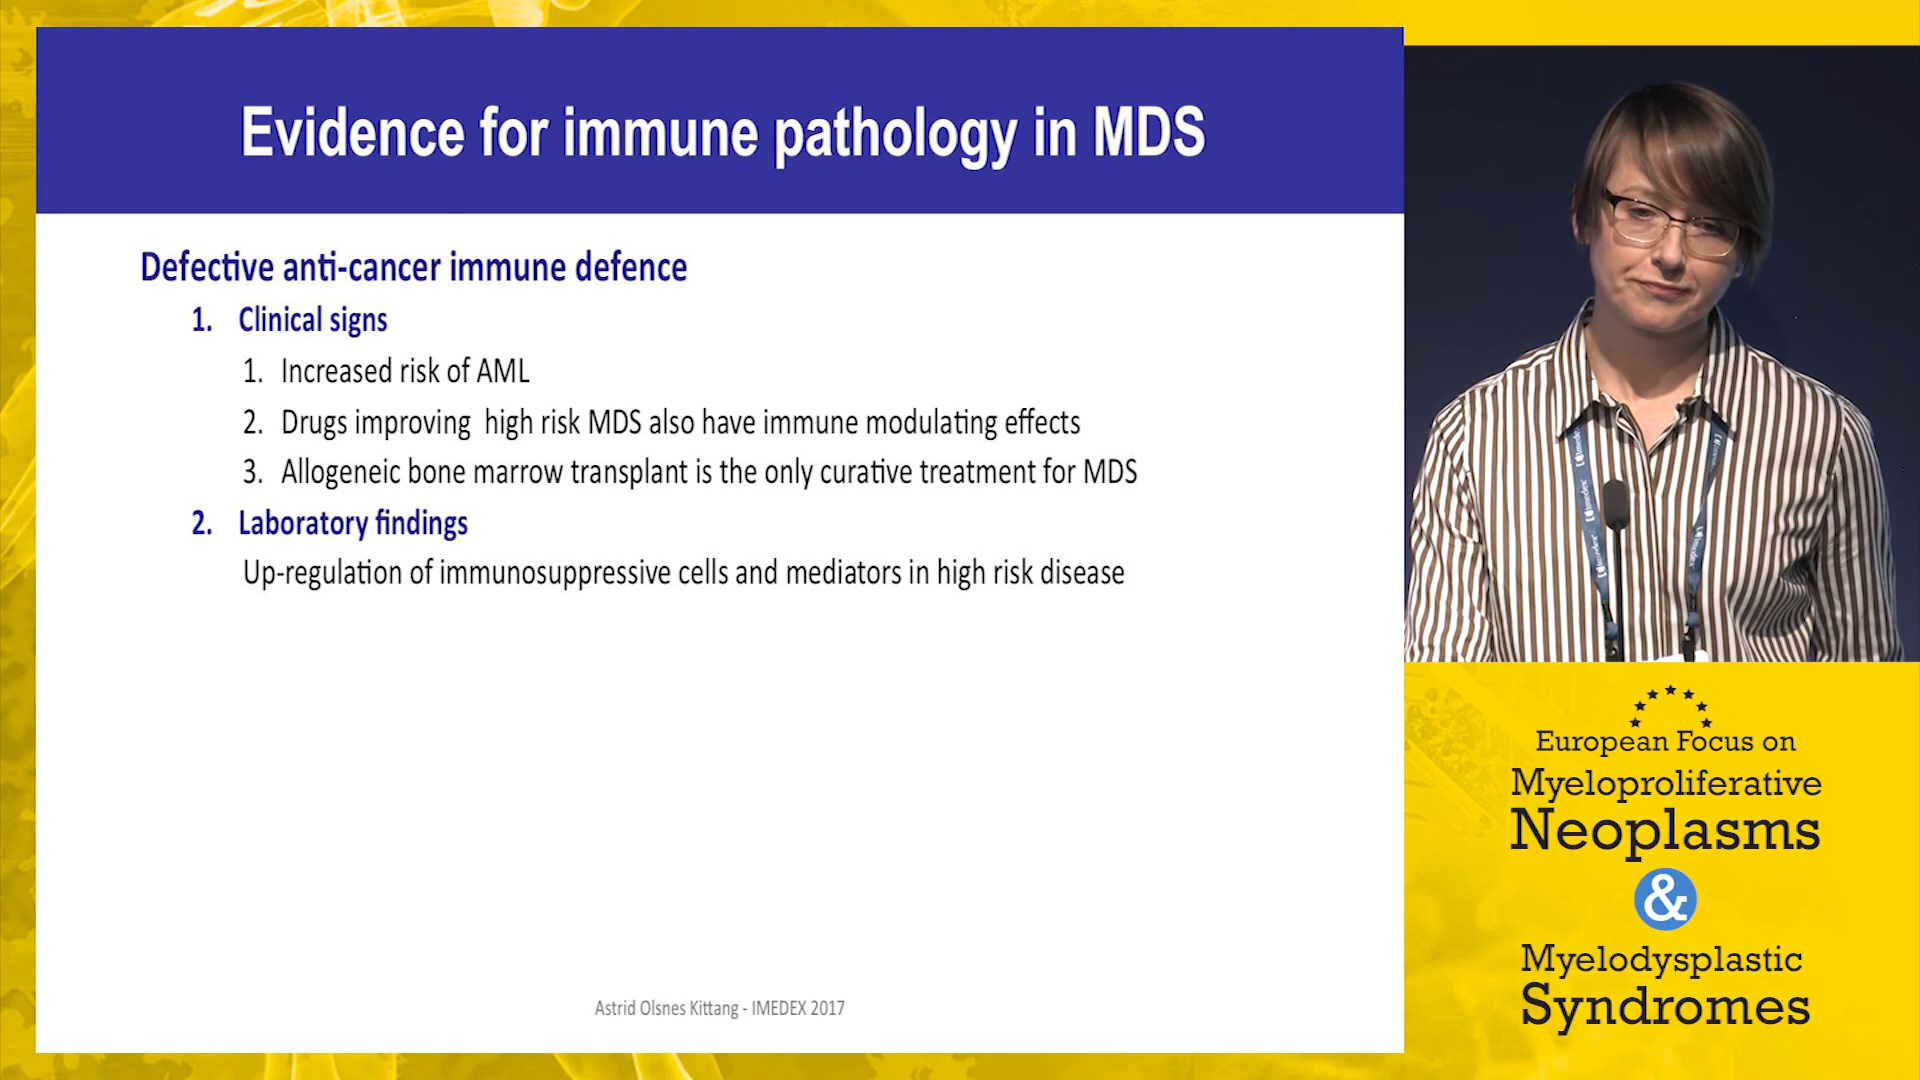 Evidence for immune pathology in MDS
Defective anti-cancer immune defence
1. Clinical signs
1. Increased risk of AML
2. Drugs improving high risk MDS also have immune modulating effects
3. Allogeneic bone marrow transplant is the only curative treatment for MDS
2. Laboratory findings
Up-regulation of immunosuppressive cells and mediators in high risk disease
Astrid Olsnes Kittang - IMEDEX 2017
imedex
imedex
imedex
European Focus on
Myeloproliferative
Neoplasms
&
Myelodysplastic
Syndromes